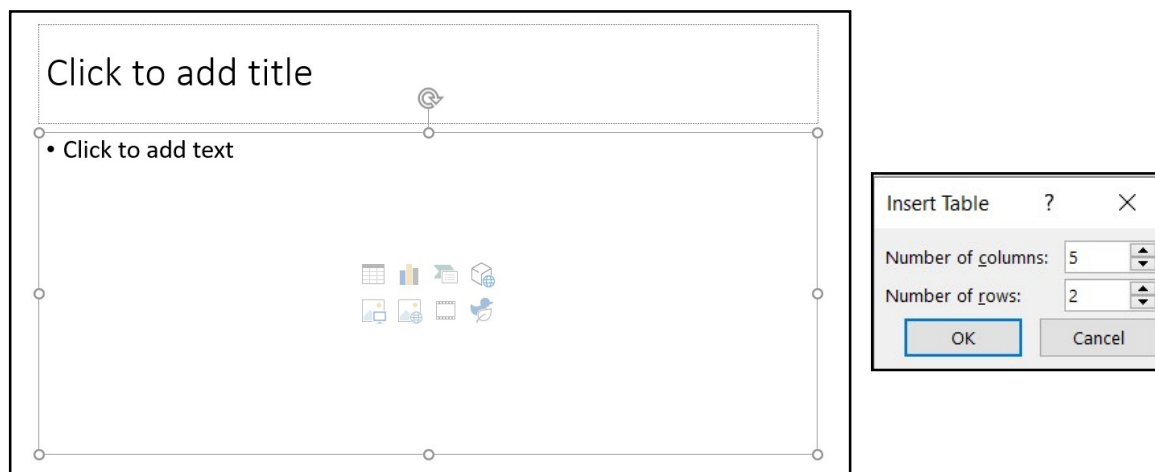 Click to add title
• Click to add text
Insert Table ?
Number of columns: 5
Number of rows: 2
OK Cancel